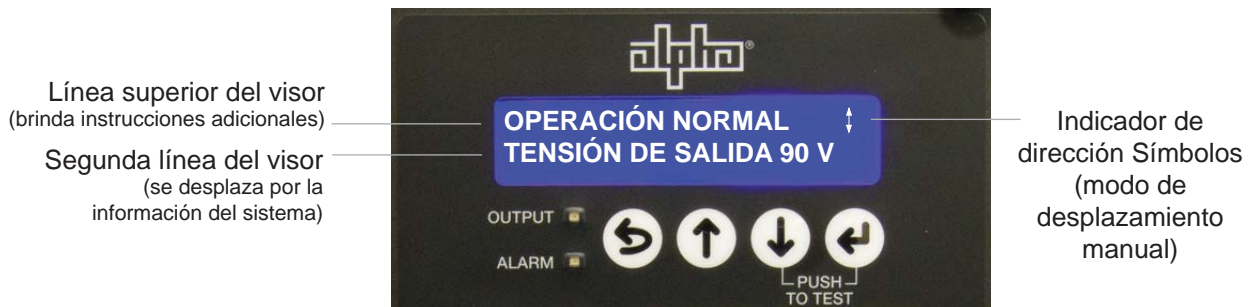 alpha®
Línea superior del visor
(brinda instrucciones adicionales)
Segunda línea del visor
(se desplaza por la
información del sistema)
OPERACIÓN NORMAL
TENSIÓN DE SALIDA 90 V
Indicador de
dirección Símbolos
(modo de
desplazamiento
manual)
OUTPUT
ALARM
PUSH
TO TEST